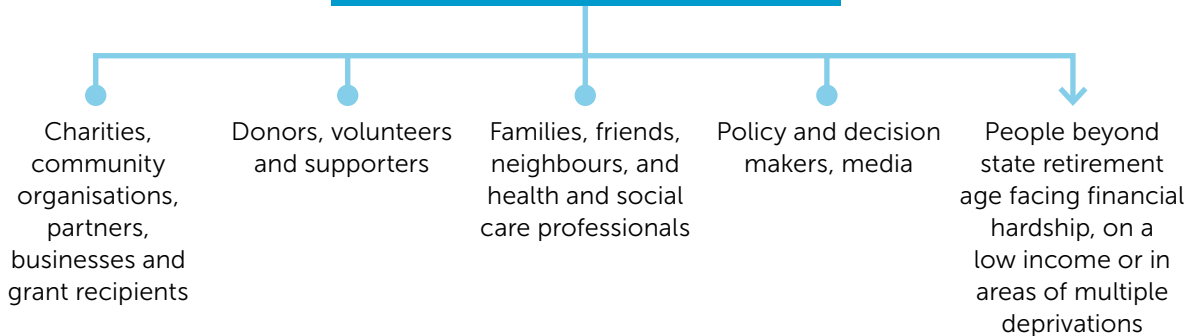 Charities,
community
organisations,
partners,
businesses and
grant recipients
Donors, volunteers
and supporters
Families, friends,
neighbours, and
health and social
care professionals
Policy and decision
makers, media
People beyond
state retirement
age facing financial
hardship, on a
low income or in
areas of multiple
deprivations